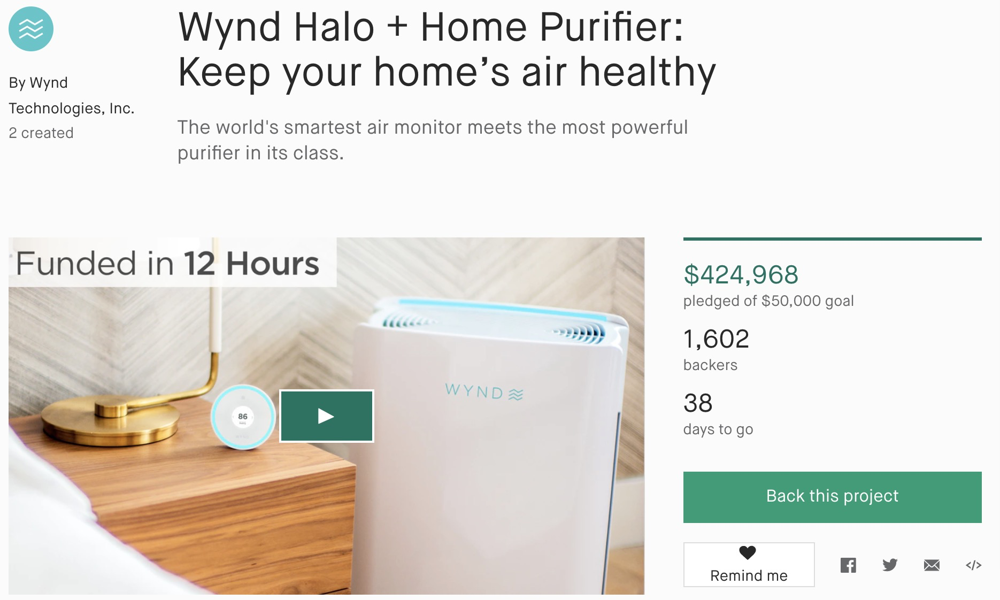 Wynd Halo + Home Purifier:
Keep your home’s air healthy
By Wynd
Technologies, Inc.
2 created
The world's smartest air monitor meets the most powerful
purifier in its class.
Funded in 12 Hours
86
WYND
$424,968
pledged of $50,000 goal
1,602
backers
38
days to go
Back this project
Remind me